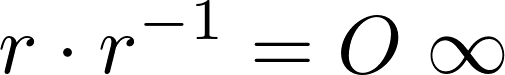 r · r⁻¹ = O ∞